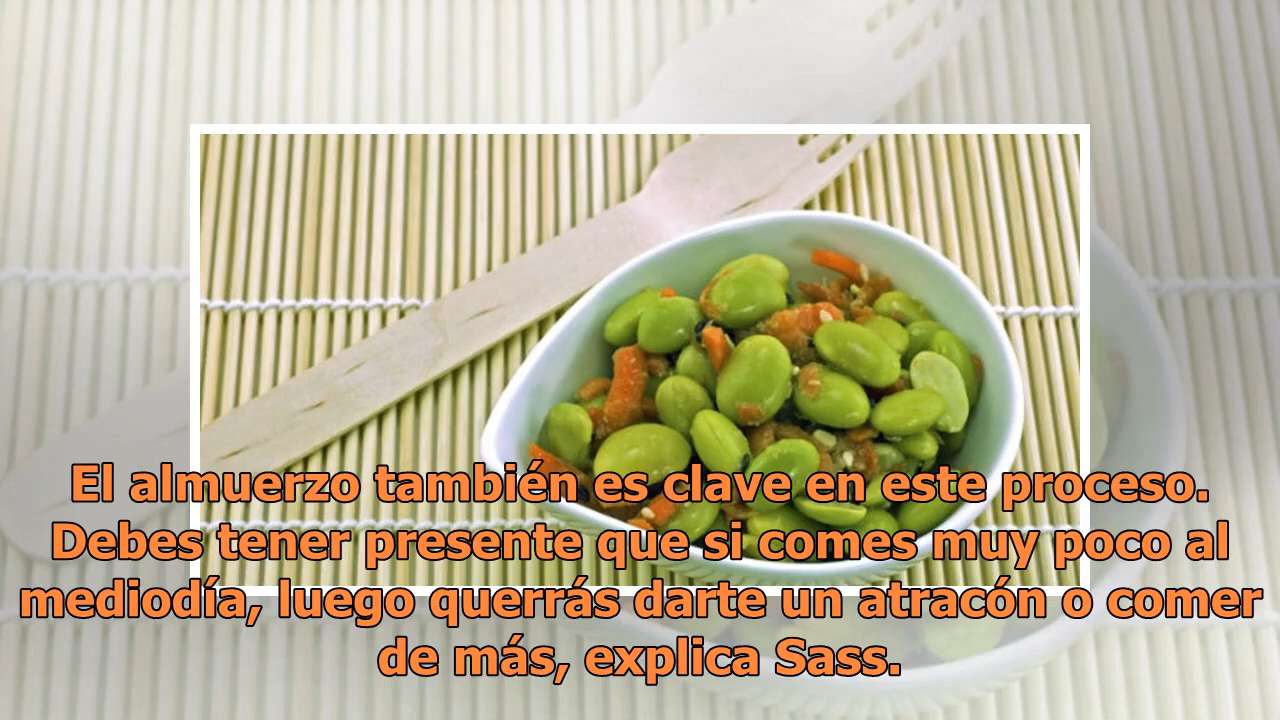 El almuerzo también es clave en este proceso.
Debes tener presente que si comes muy poco al
mediodía, luego querrás darte un atracón o comer
de más, explica Sass.